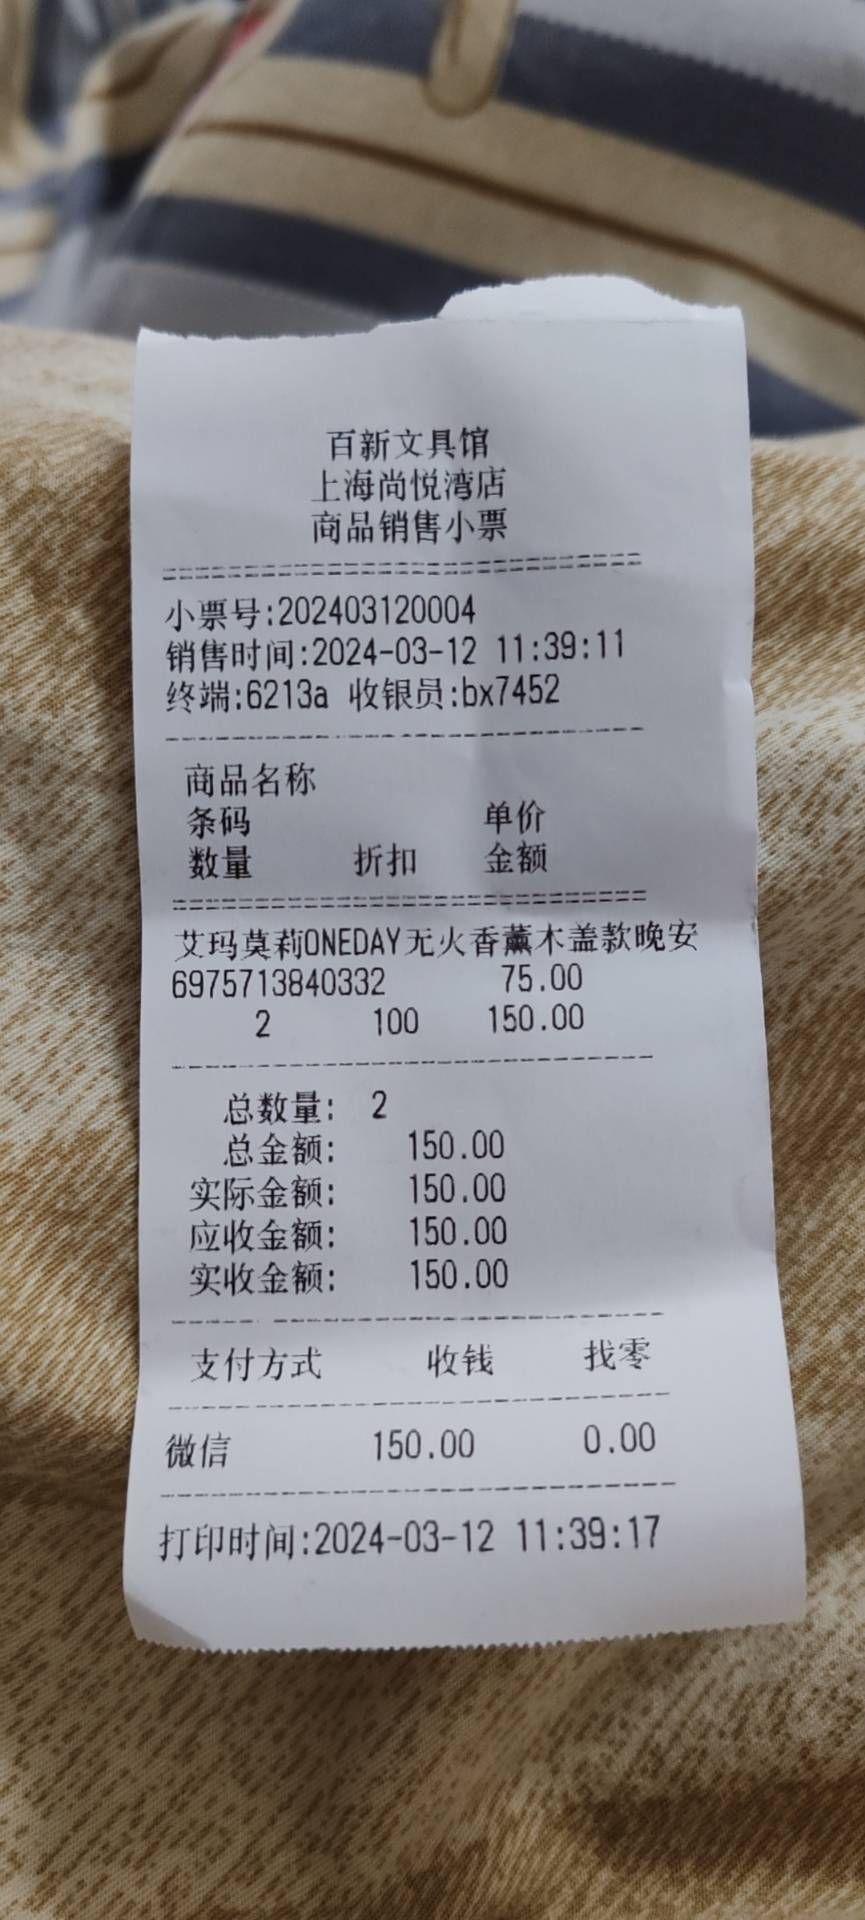 百新文具馆
上海尚悦湾店
商品销售小票
小票号:202403120004
销售时间:2024-03-12 11:39:11
终端:6213a 收银员:bx7452
商品名称
条码 单价
数量 折扣 金额
艾玛莫莉ONEDAY无火香薰木盖款晚安
6975713840332 75.00
2 100 150.00
总数量: 2
总金额: 150.00
实际金额: 150.00
应收金额: 150.00
实收金额: 150.00
支付方式 收钱 找零
微信 150.00 0.00
打印时间:2024-03-12 11:39:17